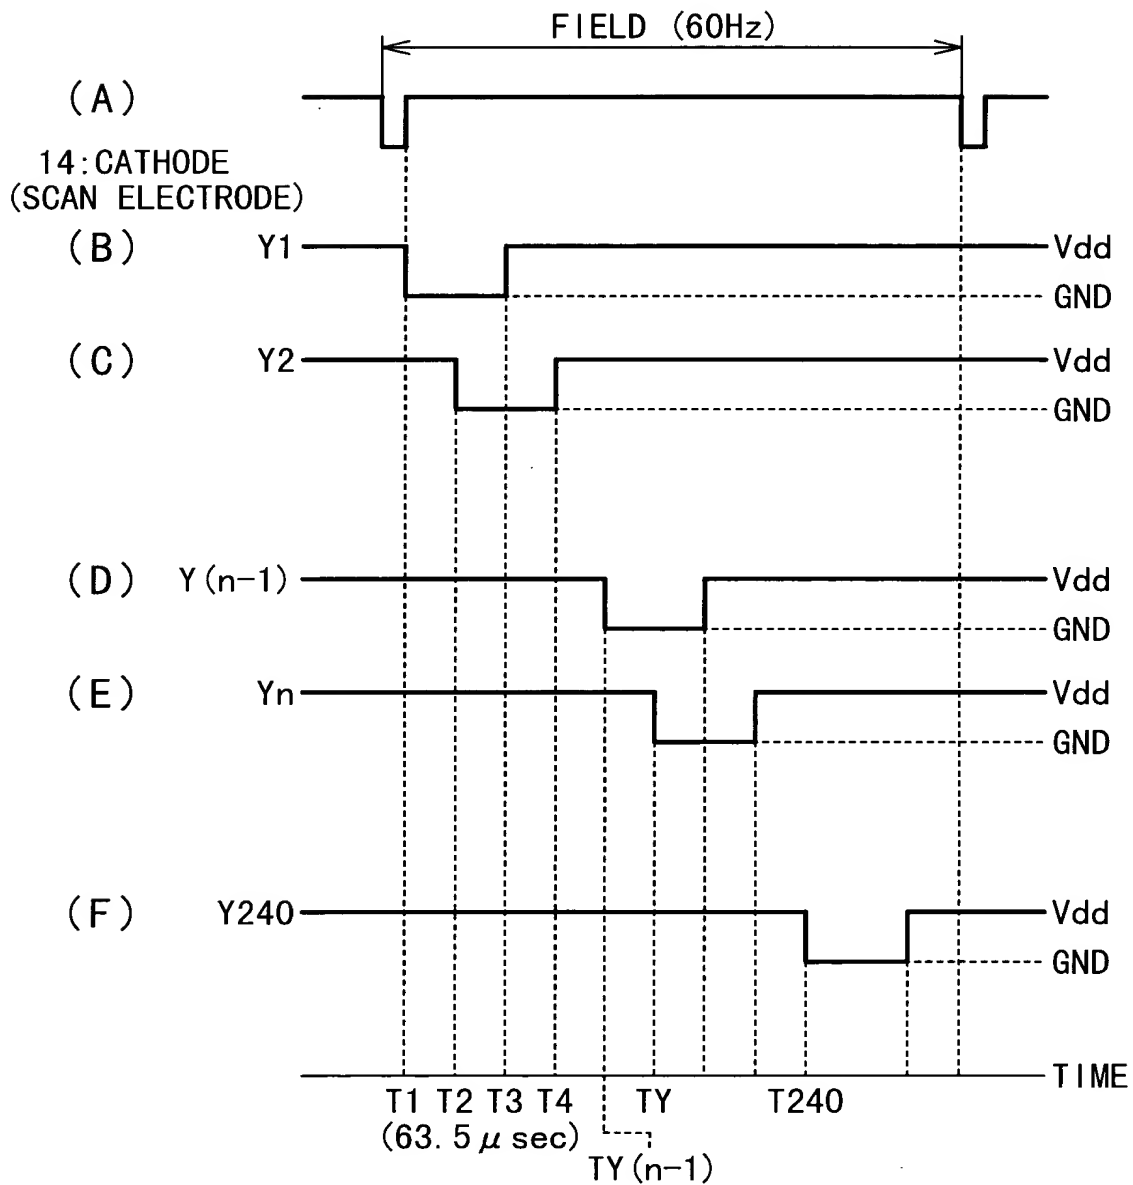 FIELD (60Hz)
(A)
14:CATHODE
(SCAN ELECTRODE)
(B) Y1 Vdd
GND
(C) Y2 Vdd
GND
(D) Y(n-1) Vdd
GND
(E) Yn Vdd
GND
(F) Y240 Vdd
GND
TIME
T1 T2 T3 T4 TY T240
(63.5μsec)
TY(n-1)